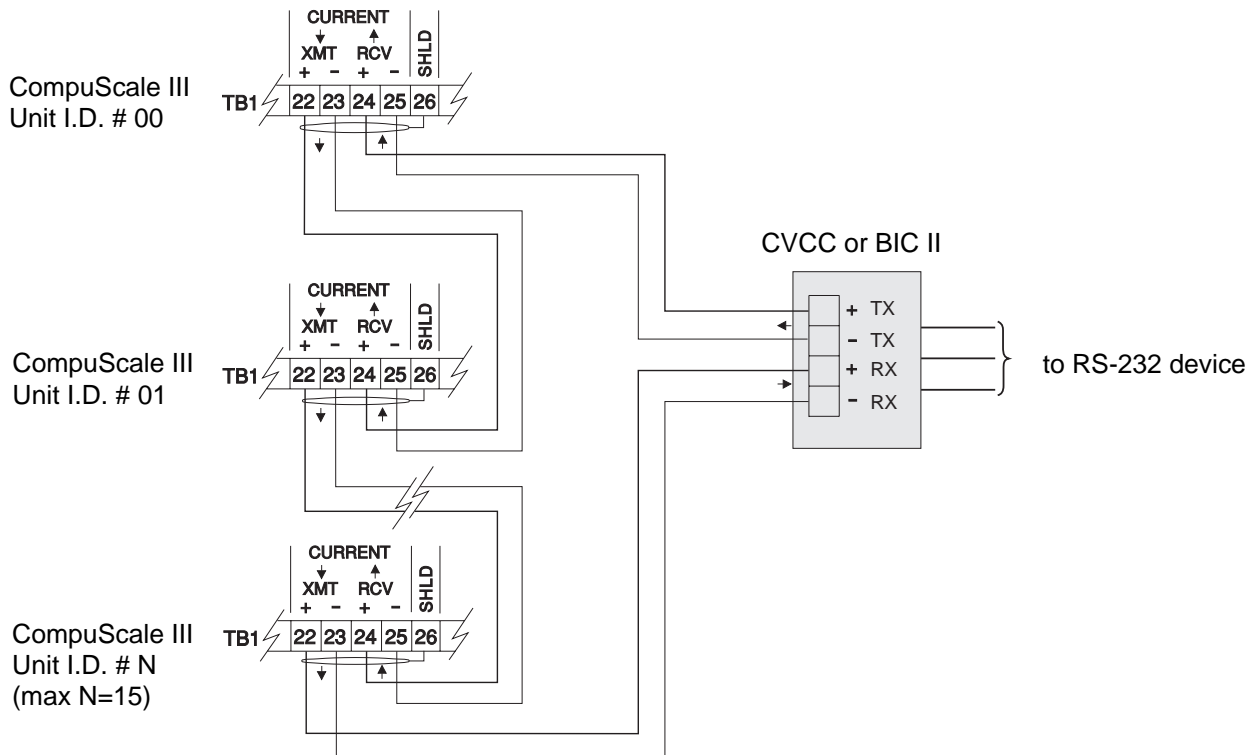 CURRENT
XMT RCV SHLD
+ - + -
CompuScale III
Unit I.D. # 00
TB1 22 23 24 25 26
CVCC or BIC II
+ TX
- TX
+ RX
- RX
to RS-232 device
CURRENT
XMT RCV SHLD
+ - + -
CompuScale III
Unit I.D. # 01
TB1 22 23 24 25 26
CURRENT
XMT RCV SHLD
+ - + -
CompuScale III
Unit I.D. # N
(max N=15)
TB1 22 23 24 25 26